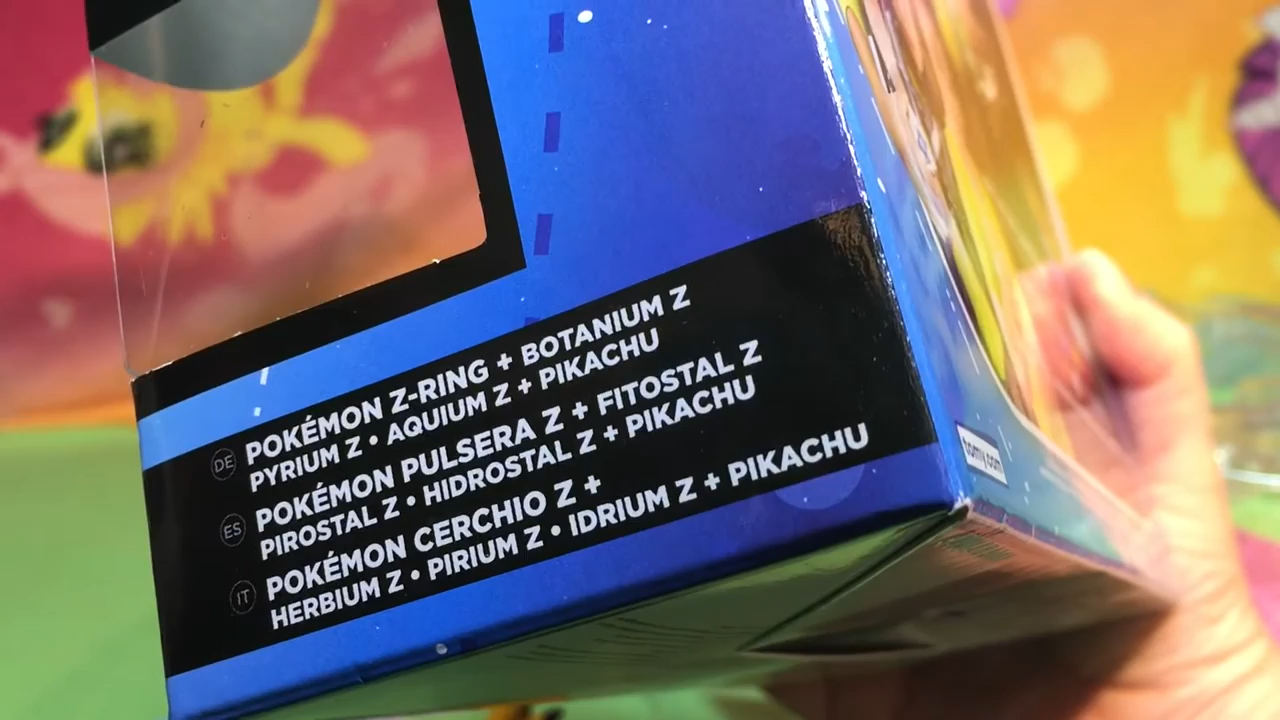 DE POKÉMON Z-RING + BOTANIUM Z
PYRIUM Z • AQUIUM Z + PIKACHU
ES POKÉMON PULSERA Z + FITOSTAL Z
PIROSTAL Z • HIDROSTAL Z + PIKACHU
IT POKÉMON CERCHIO Z +
HERBIUM Z • PIRIUM Z • IDRIUM Z + PIKACHU
tomy.com